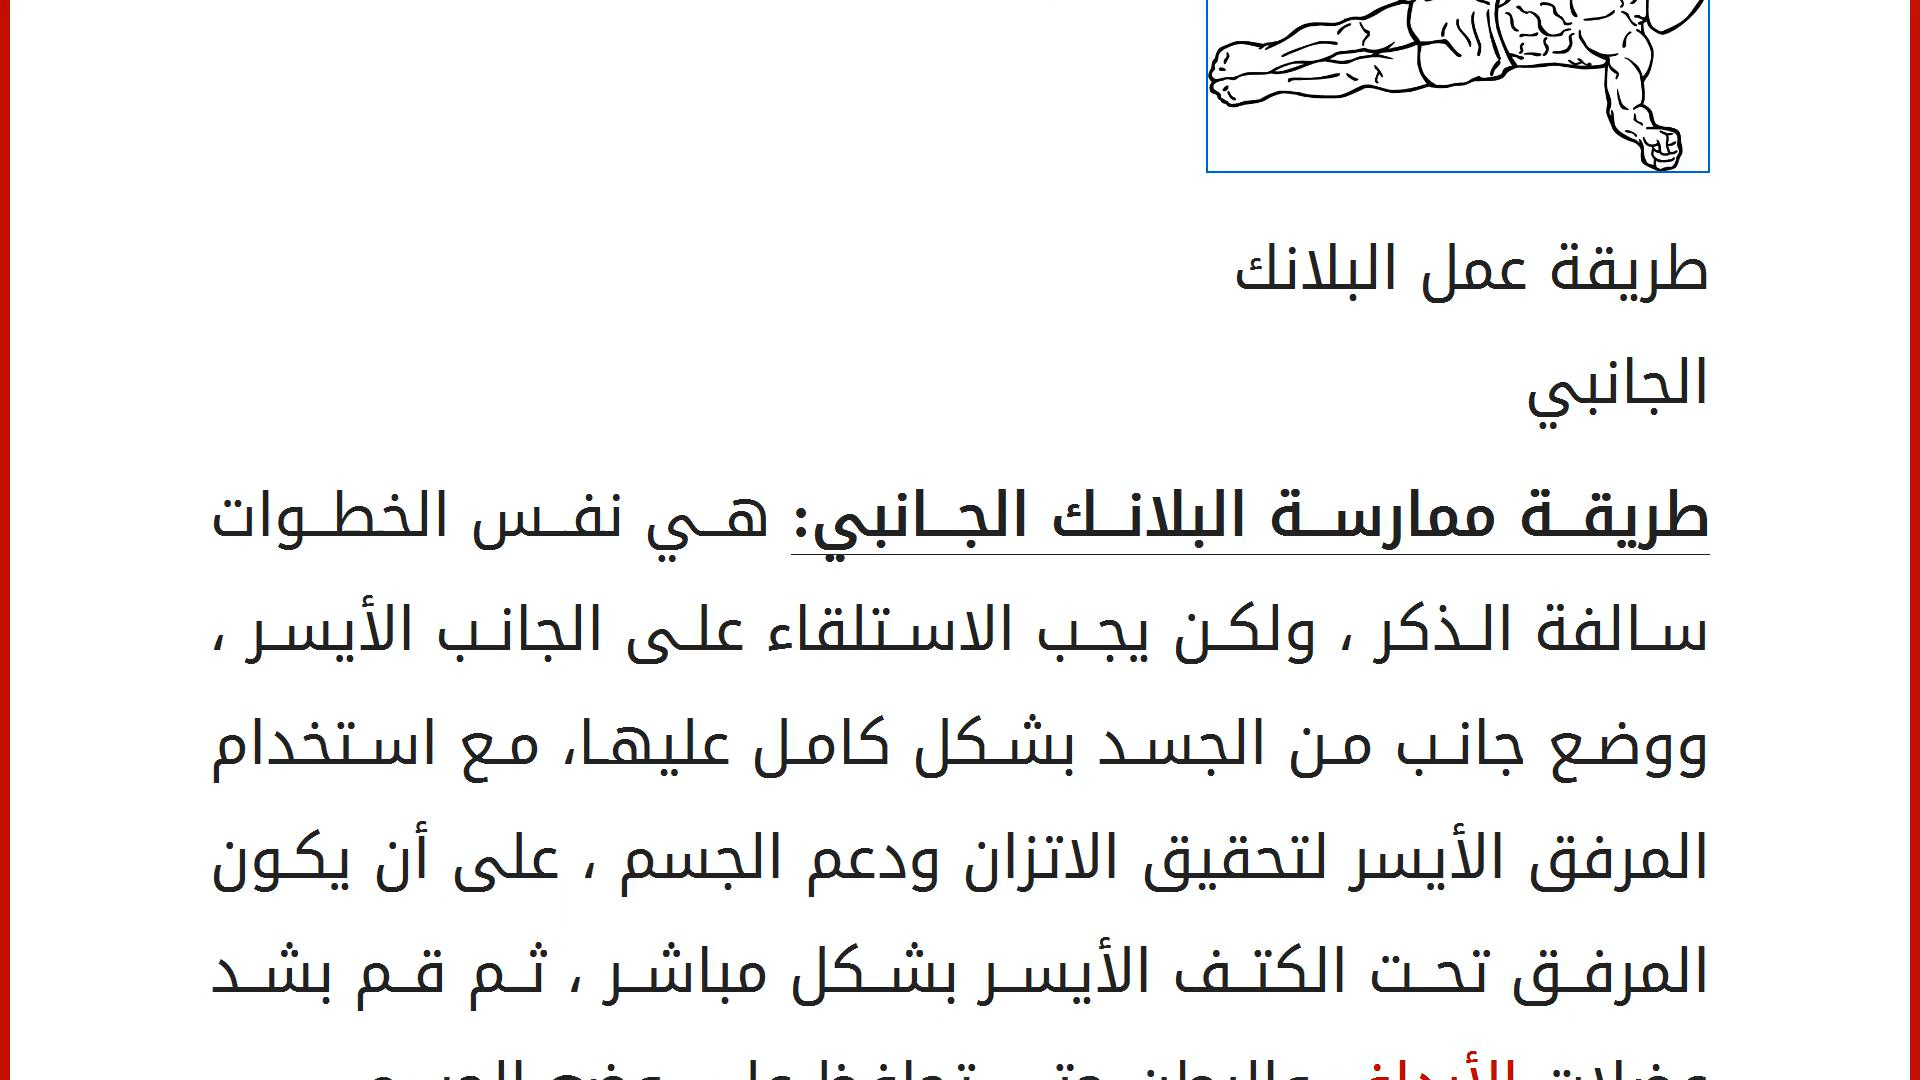 طريقة عمل البلانك
الجانبي
طريقة ممارسة البلانك الجانبي: هي نفس الخطوات
سالفة الذكر ، ولكن يجب الاستلقاء على الجانب الأيسر ،
ووضع جانب من الجسد بشكل كامل عليها، مع استخدام
المرفق الأيسر لتحقيق الاتزان ودعم الجسم ، على أن يكون
المرفق تحت الكتف الأيسر بشكل مباشر ، ثم قم بشد